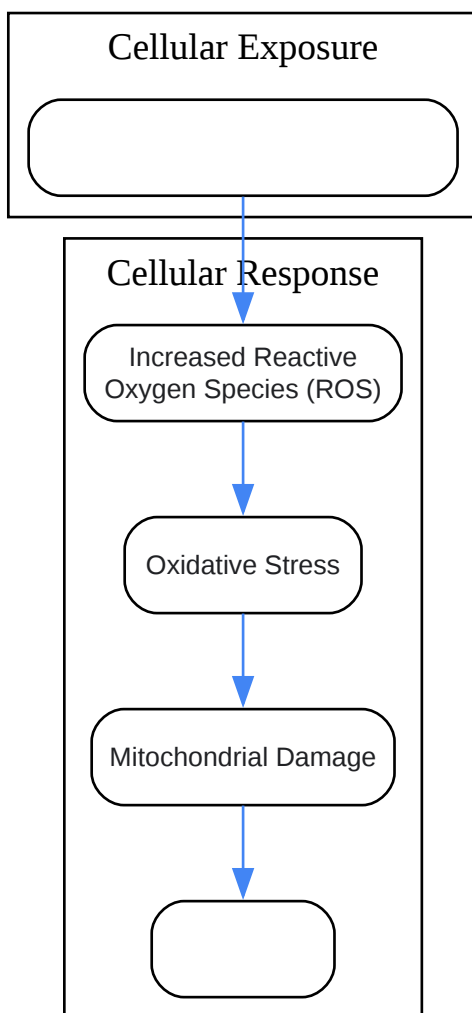 Cellular Exposure
Cellular Response
Increased Reactive
Oxygen Species (ROS)
Oxidative Stress
Mitochondrial Damage